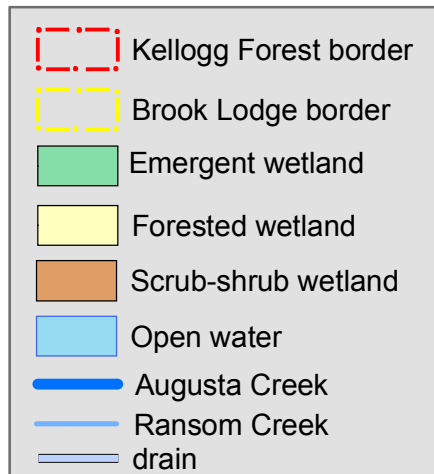 Kellogg Forest border
Brook Lodge border
Emergent wetland
Forested wetland
Scrub-shrub wetland
Open water
Augusta Creek
Ransom Creek
drain